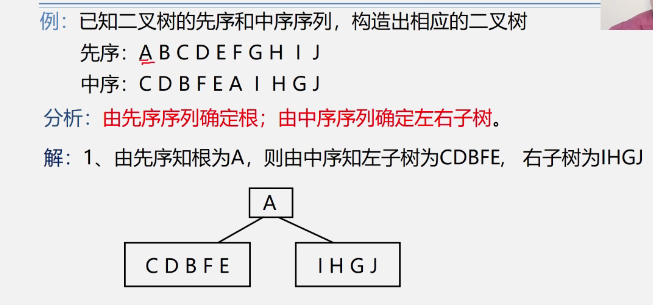 例：已知二叉树的先序和中序序列，构造出相应的二叉树
先序：A B C D E F G H I J
中序：C D B F E A I H G J
分析：由先序序列确定根；由中序序列确定左右子树。
解：1、由先序知根为A，则由中序知左子树为CDBFE, 右子树为IHGJ
A
C D B F E
I H G J